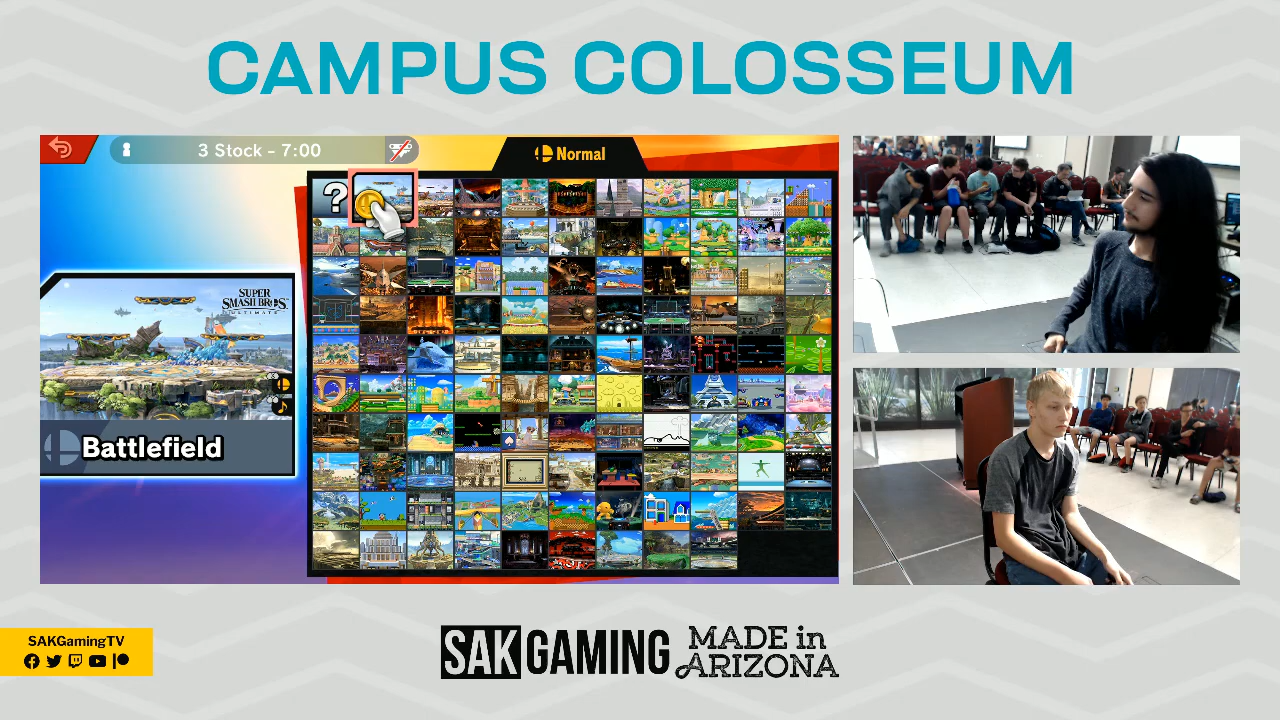 CAMPUS COLOSSEUM
3 Stock - 7:00
Normal
?
SUPER
SMASH BROS.
ULTIMATE
Battlefield
SAKGamingTV
SAKGAMING
MADE in
ARIZONA